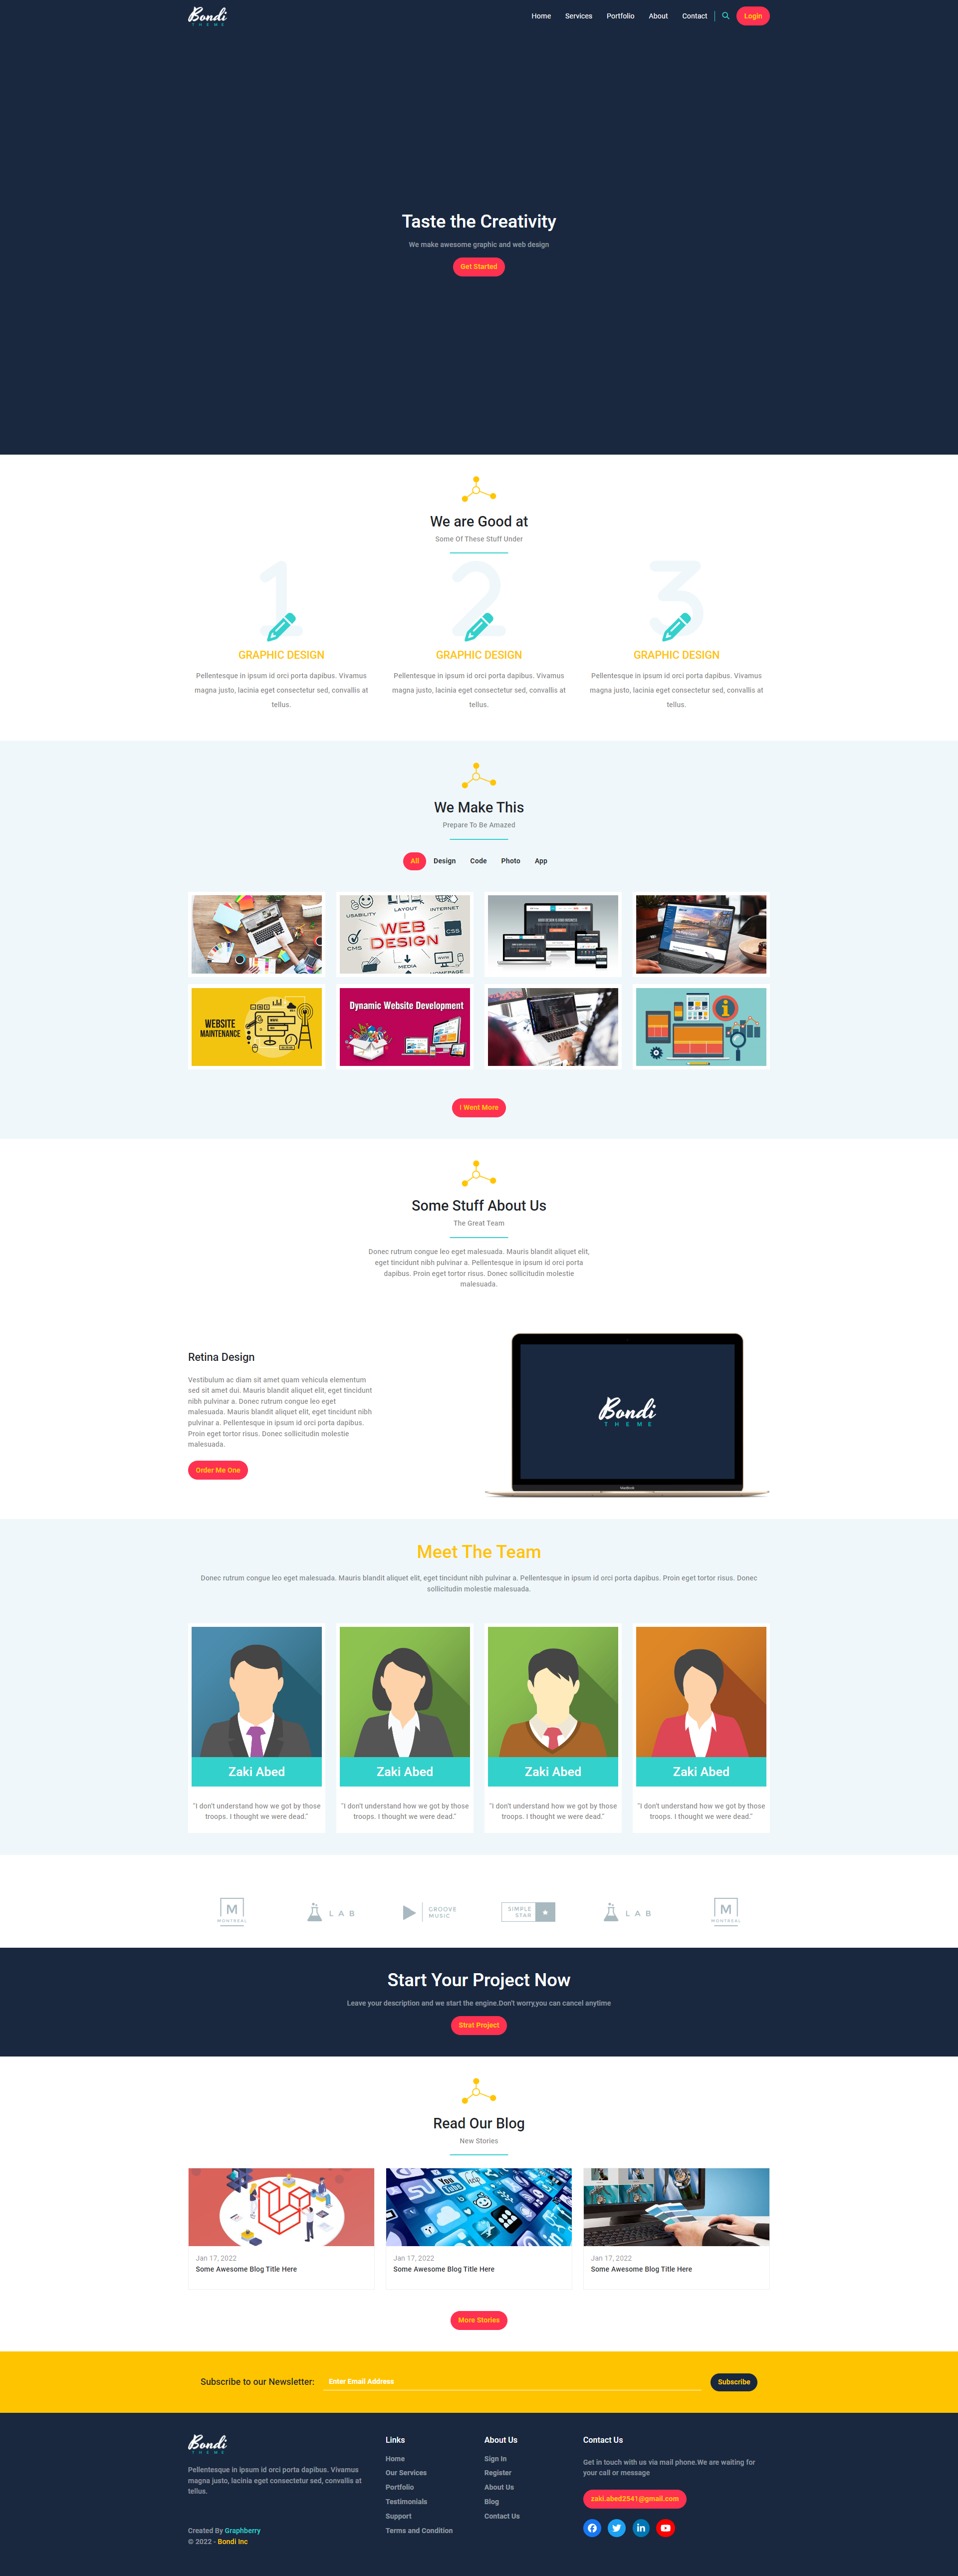 Bondi
THEME
Home Services Portfolio About Contact Login
Taste the Creativity
We make awesome graphic and web design
Get Started
We are Good at
Some Of These Stuff Under
1 2 3
GRAPHIC DESIGN
Pellentesque in ipsum id orci porta dapibus. Vivamus
magna justo, lacinia eget consectetur sed, convallis at
tellus.
GRAPHIC DESIGN
Pellentesque in ipsum id orci porta dapibus. Vivamus
magna justo, lacinia eget consectetur sed, convallis at
tellus.
GRAPHIC DESIGN
Pellentesque in ipsum id orci porta dapibus. Vivamus
magna justo, lacinia eget consectetur sed, convallis at
tellus.
We Make This
Prepare To Be Amazed
All Design Code Photo App
LAYOUT INTERNET
USABILITY
WEB
DESIGN
CSS
CMS
WWW
MEDIA
HOMEPAGE
WEBSITE
MAINTENANCE
Dynamic Website Development
I Went More
Some Stuff About Us
The Great Team
Donec rutrum congue leo eget malesuada. Mauris blandit aliquet elit,
eget tincidunt nibh pulvinar a. Pellentesque in ipsum id orci porta
dapibus. Proin eget tortor risus. Donec sollicitudin molestie
malesuada.
Retina Design
Vestibulum ac diam sit amet quam vehicula elementum
sed sit amet dui. Mauris blandit aliquet elit, eget tincidunt
nibh pulvinar a. Donec rutrum congue leo eget
malesuada. Mauris blandit aliquet elit, eget tincidunt nibh
pulvinar a. Pellentesque in ipsum id orci porta dapibus.
Proin eget tortor risus. Donec sollicitudin molestie
malesuada.
Order Me One
Bondi
THEME
MacBook
Meet The Team
Donec rutrum congue leo eget malesuada. Mauris blandit aliquet elit, eget tincidunt nibh pulvinar a. Pellentesque in ipsum id orci porta dapibus. Proin eget tortor risus. Donec
sollicitudin molestie malesuada.
Zaki Abed
"I don't understand how we got by those
troops. I thought we were dead."
Zaki Abed
"I don't understand how we got by those
troops. I thought we were dead."
Zaki Abed
"I don't understand how we got by those
troops. I thought we were dead."
Zaki Abed
"I don't understand how we got by those
troops. I thought we were dead."
M
MONTREAL
LAB
GROOVE
MUSIC
SIMPLE
STAR
LAB
M
MONTREAL
Start Your Project Now
Leave your description and we start the engine.Don't worry,you can cancel anytime
Strat Project
Read Our Blog
New Stories
You
Tube
Jan 17, 2022
Some Awesome Blog Title Here
Jan 17, 2022
Some Awesome Blog Title Here
Jan 17, 2022
Some Awesome Blog Title Here
More Stories
Subscribe to our Newsletter: Enter Email Address Subscribe
Bondi
THEME
Pellentesque in ipsum id orci porta dapibus. Vivamus
magna justo, lacinia eget consectetur sed, convallis at
tellus.
Created By Graphberry
© 2022 - Bondi Inc
Links
Home
Our Services
Portfolio
Testimonials
Support
Terms and Condition
About Us
Sign In
Register
About Us
Blog
Contact Us
Contact Us
Get in touch with us via mail phone.We are waiting for
your call or message
zaki.abed2541@gmail.com